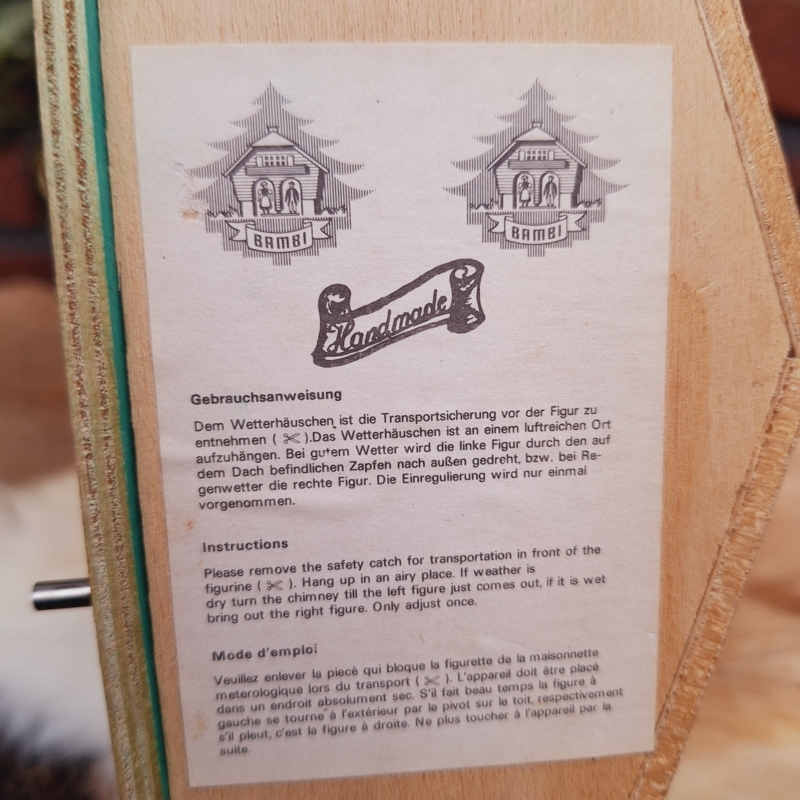 BAMBI
BAMBI
Handmade
Gebrauchsanweisung
Dem Wetterhäuschen ist die Transportsicherung vor der Figur zu
entnehmen ( ✂ ).Das Wetterhäuschen ist an einem luftreichen Ort
aufzuhängen. Bei gutem Wetter wird die linke Figur durch den auf
dem Dach befindlichen Zapfen nach außen gedreht, bzw. bei Re-
genwetter die rechte Figur. Die Einregulierung wird nur einmal
vorgenommen.
Instructions
Please remove the safety catch for transportation in front of the
figurine ( ✂ ). Hang up in an airy place. If weather is
dry turn the chimney till the left figure just comes out, if it is wet
bring out the right figure. Only adjust once.
Mode d'emploi
Veuillez enlever la piecè qui bloque la figurette de la maisonnette
meterologique lors du transport ( ✂ ). L'appareil doit être placé
dans un endroit absolument sec. S'il fait beau temps la figure à
gauche se tourne à l'extérieur par le pivot sur le toit, respectivement
s'il pleut, c'est la figure à droite. Ne plus toucher à l'appareil par la
suite.